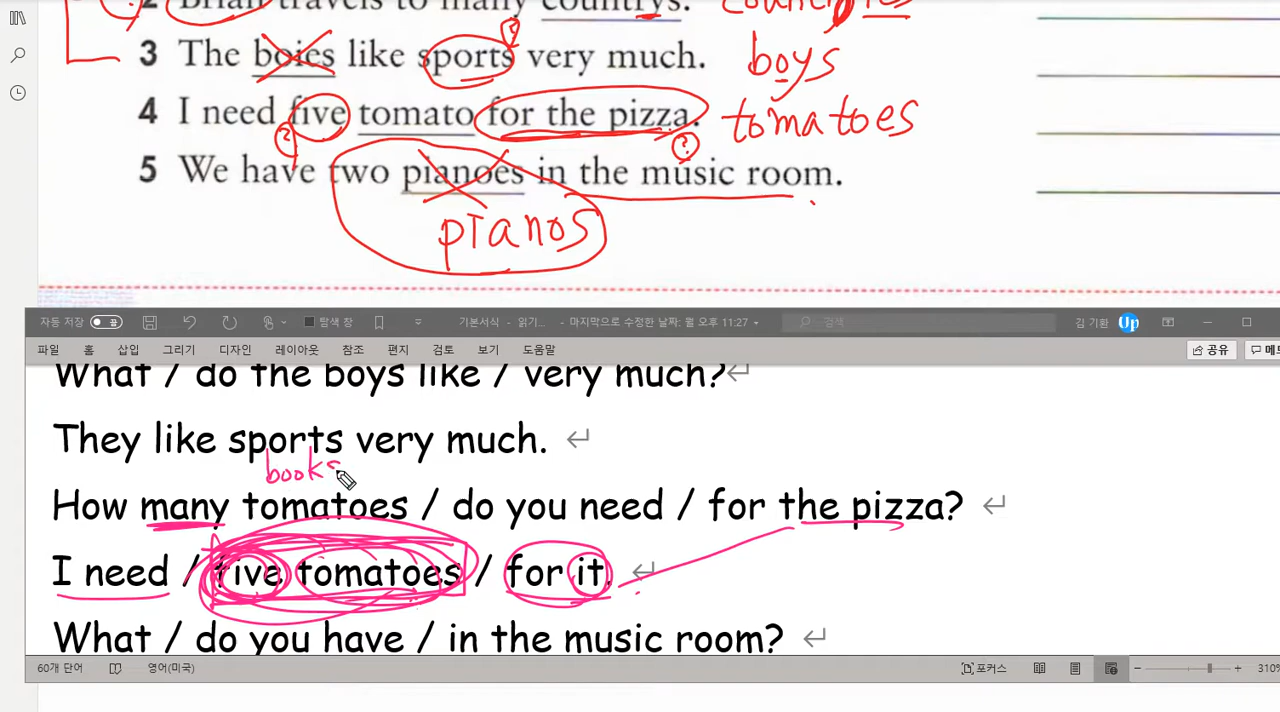 2 Brian travels to many countrys. countries
3 The boies like sports very much. boys
4 I need five tomato for the pizza. tomatoes
5 We have two pianoes in the music room.
pianos
자동 저장 끌 탐색 창 기본서식 - 읽기... - 마지막으로 수정한 날짜: 월 오후 11:27 검색 김 기환 Up
파일 홈 삽입 그리기 디자인 레이아웃 참조 편지 검토 보기 도움말 공유 메모
What / do the boys like / very much?
They like sports very much.
books
How many tomatoes / do you need / for the pizza?
I need / five tomatoes / for it.
What / do you have / in the music room?
60개 단어 영어(미국) 포커스 310%